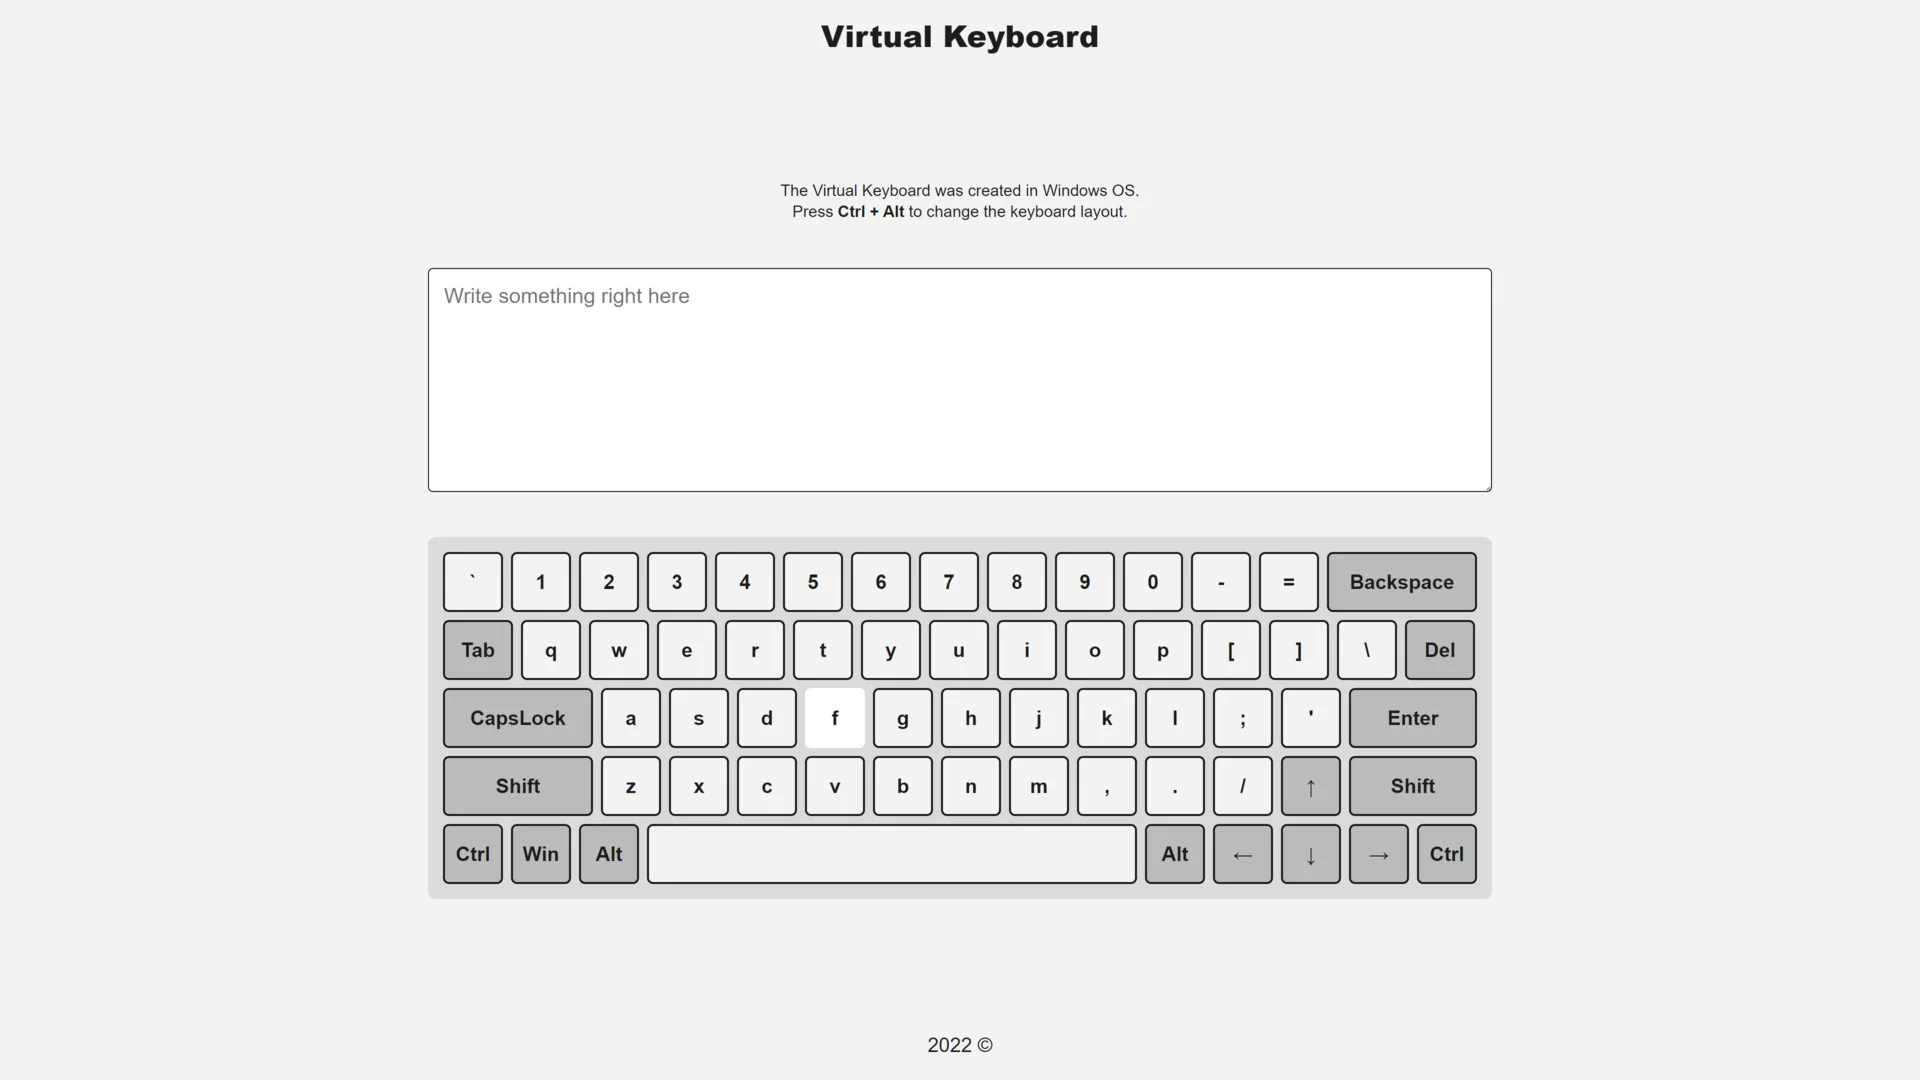 Virtual Keyboard
The Virtual Keyboard was created in Windows OS.
Press Ctrl + Alt to change the keyboard layout.
Write something right here
` 1 2 3 4 5 6 7 8 9 0 - = Backspace
Tab q w e r t y u i o p [ ] \ Del
CapsLock a s d f g h j k l ; ' Enter
Shift z x c v b n m , . / ↑ Shift
Ctrl Win Alt Alt ← ↓ → Ctrl
2022 ©